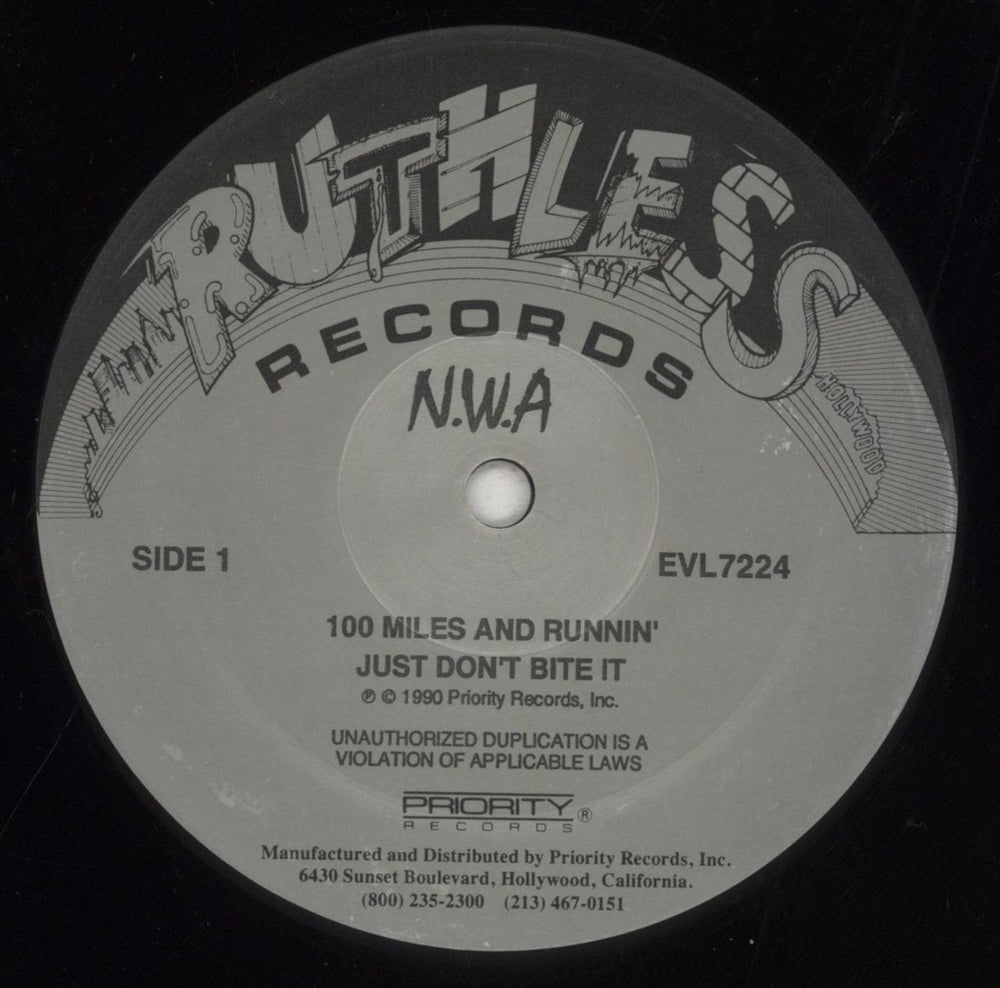 RUTHLESS
RECORDS
HOLLYWOOD
N.W.A
SIDE 1
EVL7224
100 MILES AND RUNNIN'
JUST DON'T BITE IT
℗ © 1990 Priority Records, Inc.
UNAUTHORIZED DUPLICATION IS A
VIOLATION OF APPLICABLE LAWS
PRIORITY ®
RECORDS
Manufactured and Distributed by Priority Records, Inc.
6430 Sunset Boulevard, Hollywood, California.
(800) 235-2300 (213) 467-0151